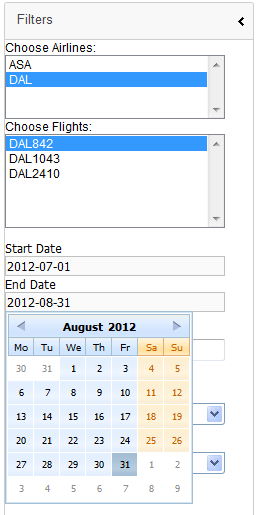 Filters
Choose Airlines:
ASA
DAL
Choose Flights:
DAL842
DAL1043
DAL2410
Start Date
2012-07-01
End Date
2012-08-31
August 2012
Mo Tu We Th Fr Sa Su
30 31 1 2 3 4 5
6 7 8 9 10 11 12
13 14 15 16 17 18 19
20 21 22 23 24 25 26
27 28 29 30 31 1 2
3 4 5 6 7 8 9